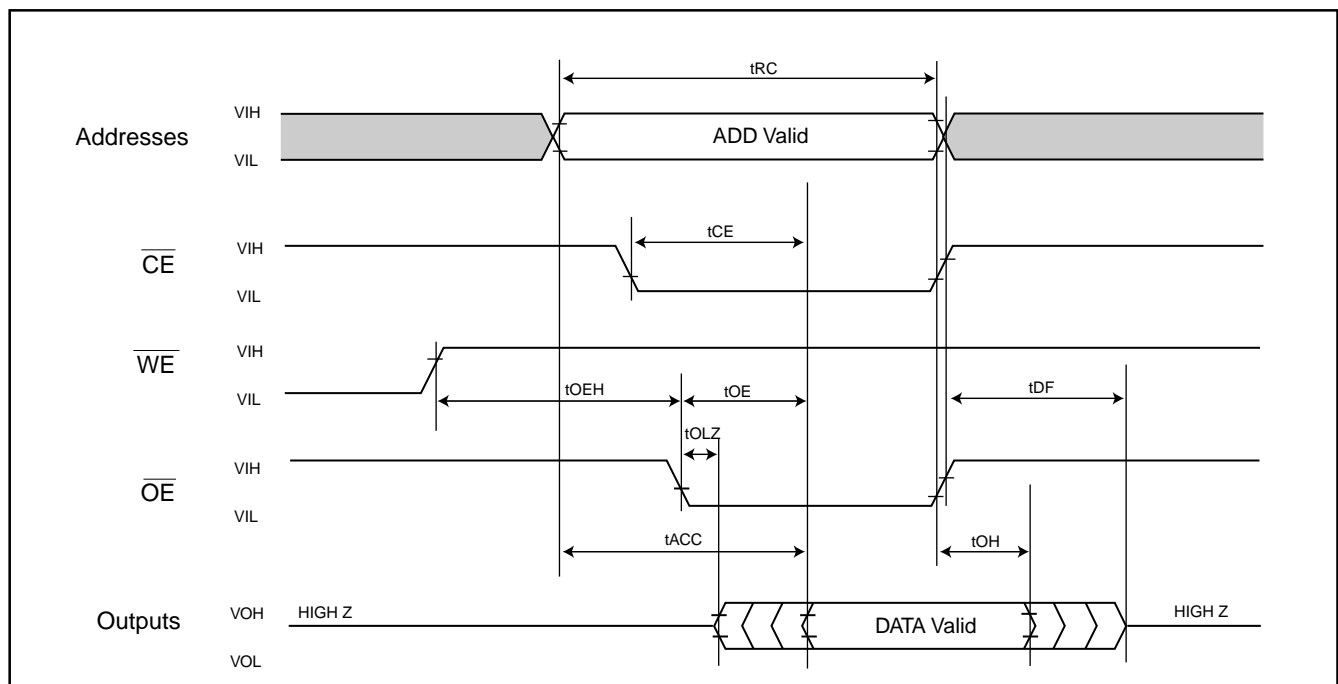 tRC
VIH
Addresses
ADD Valid
VIL
tCE
VIH
CE
VIL
VIH
WE
VIL
tOEH
tOE
tDF
tOLZ
VIH
OE
VIL
tACC
tOH
VOH
HIGH Z
HIGH Z
Outputs
DATA Valid
VOL